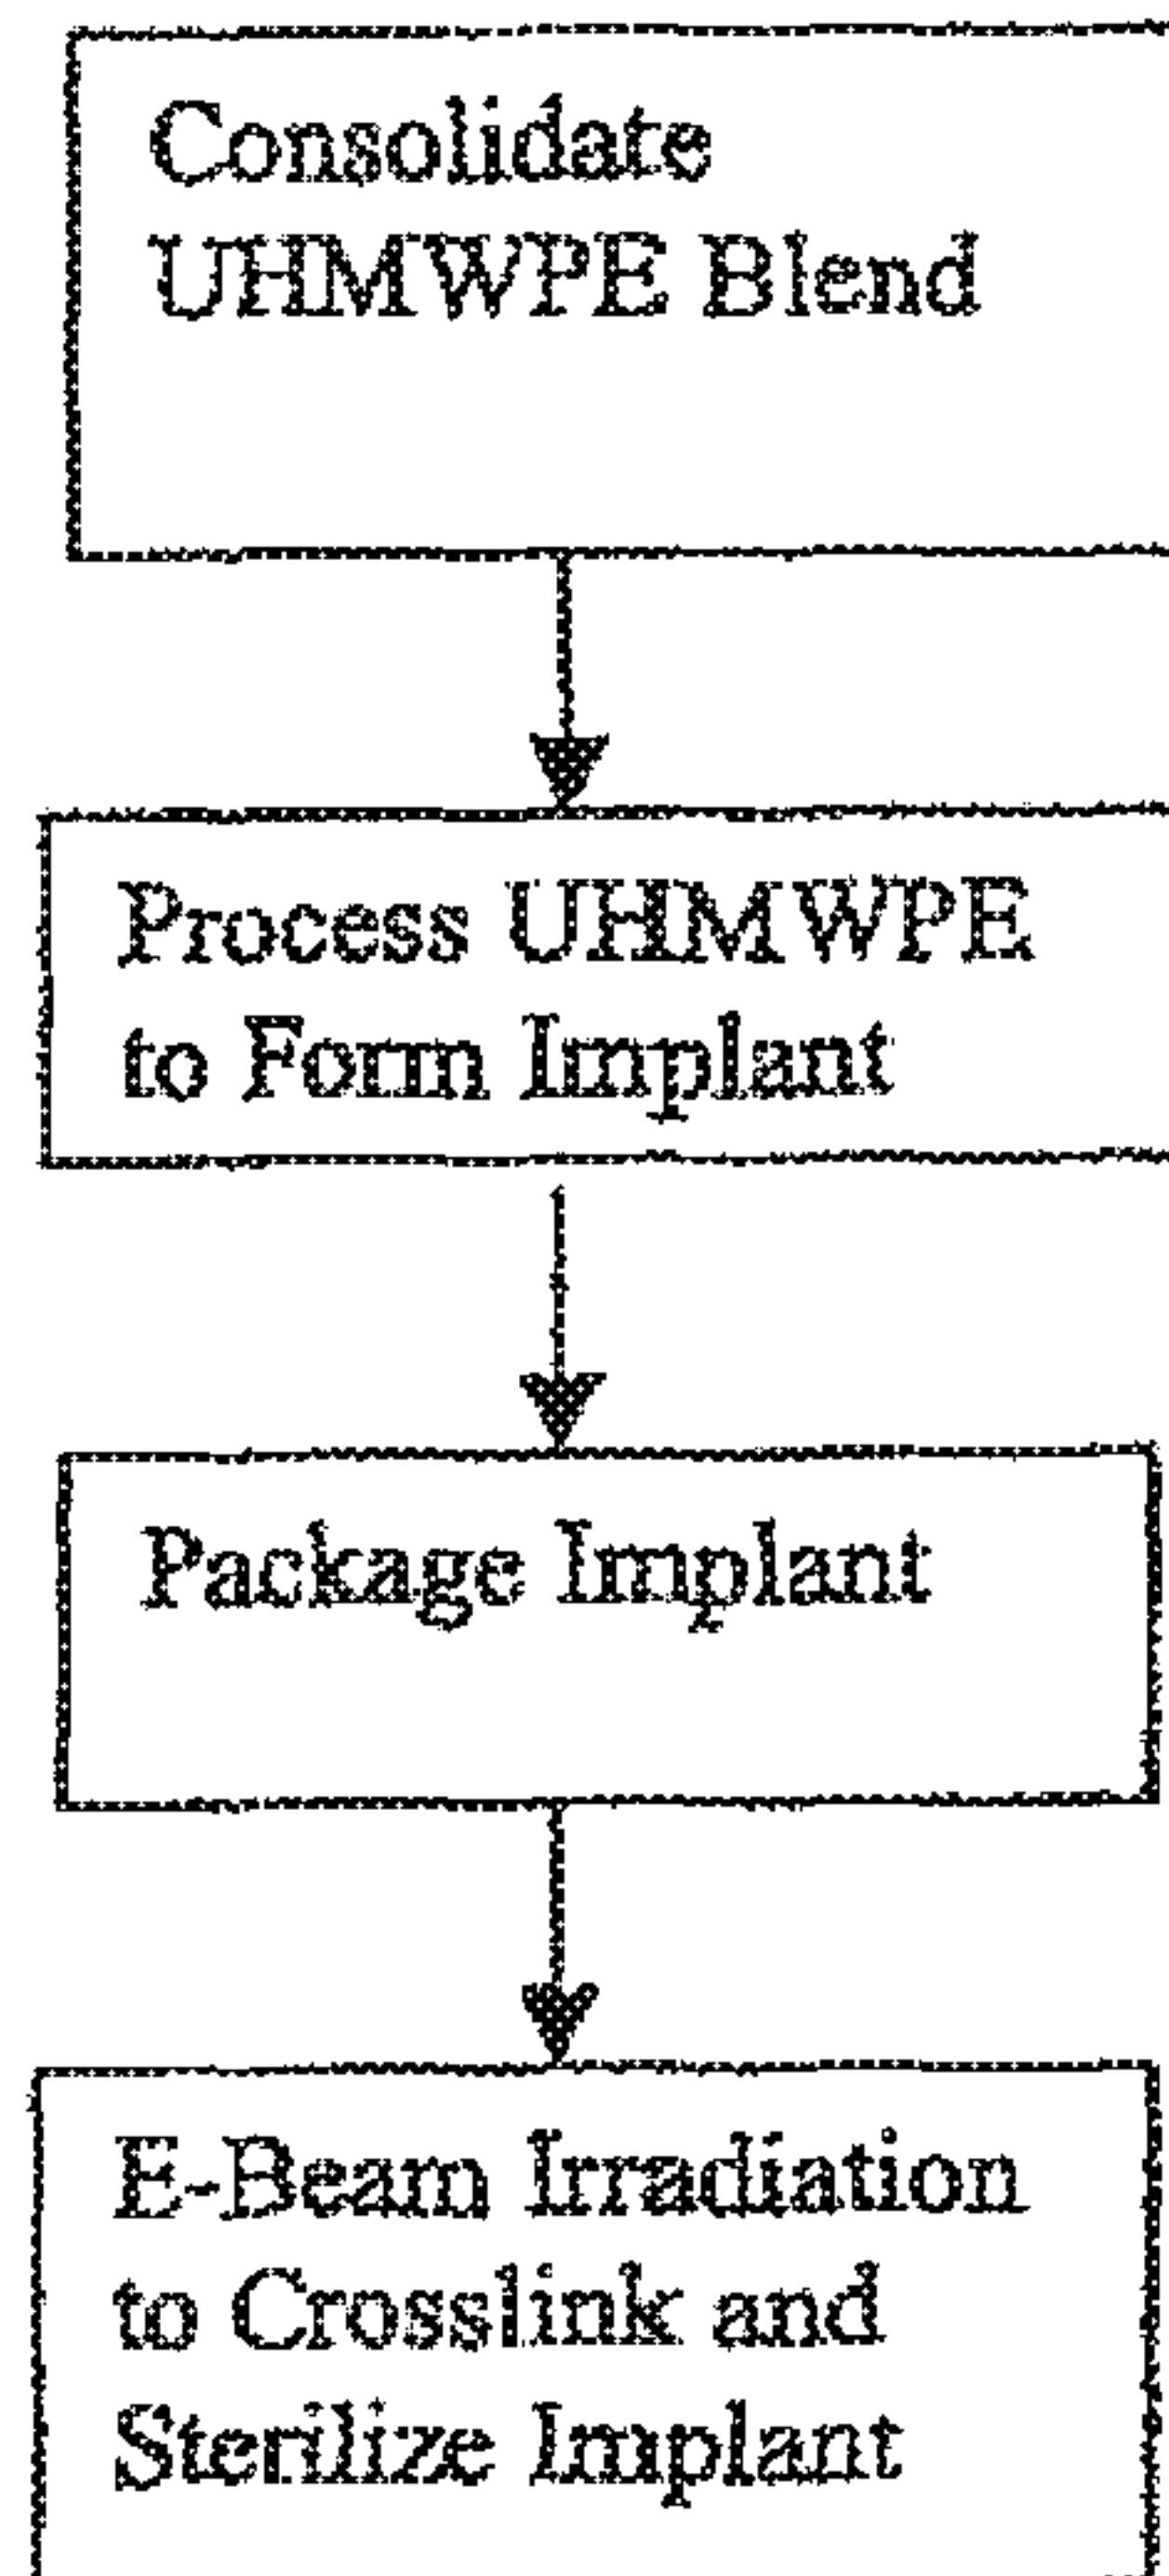 Consolidate
UHMWPE Blend
Process UHMWPE
to Form Implant
Package Implant
E-Beam Irradiation
to Crosslink and
Sterilize Implant